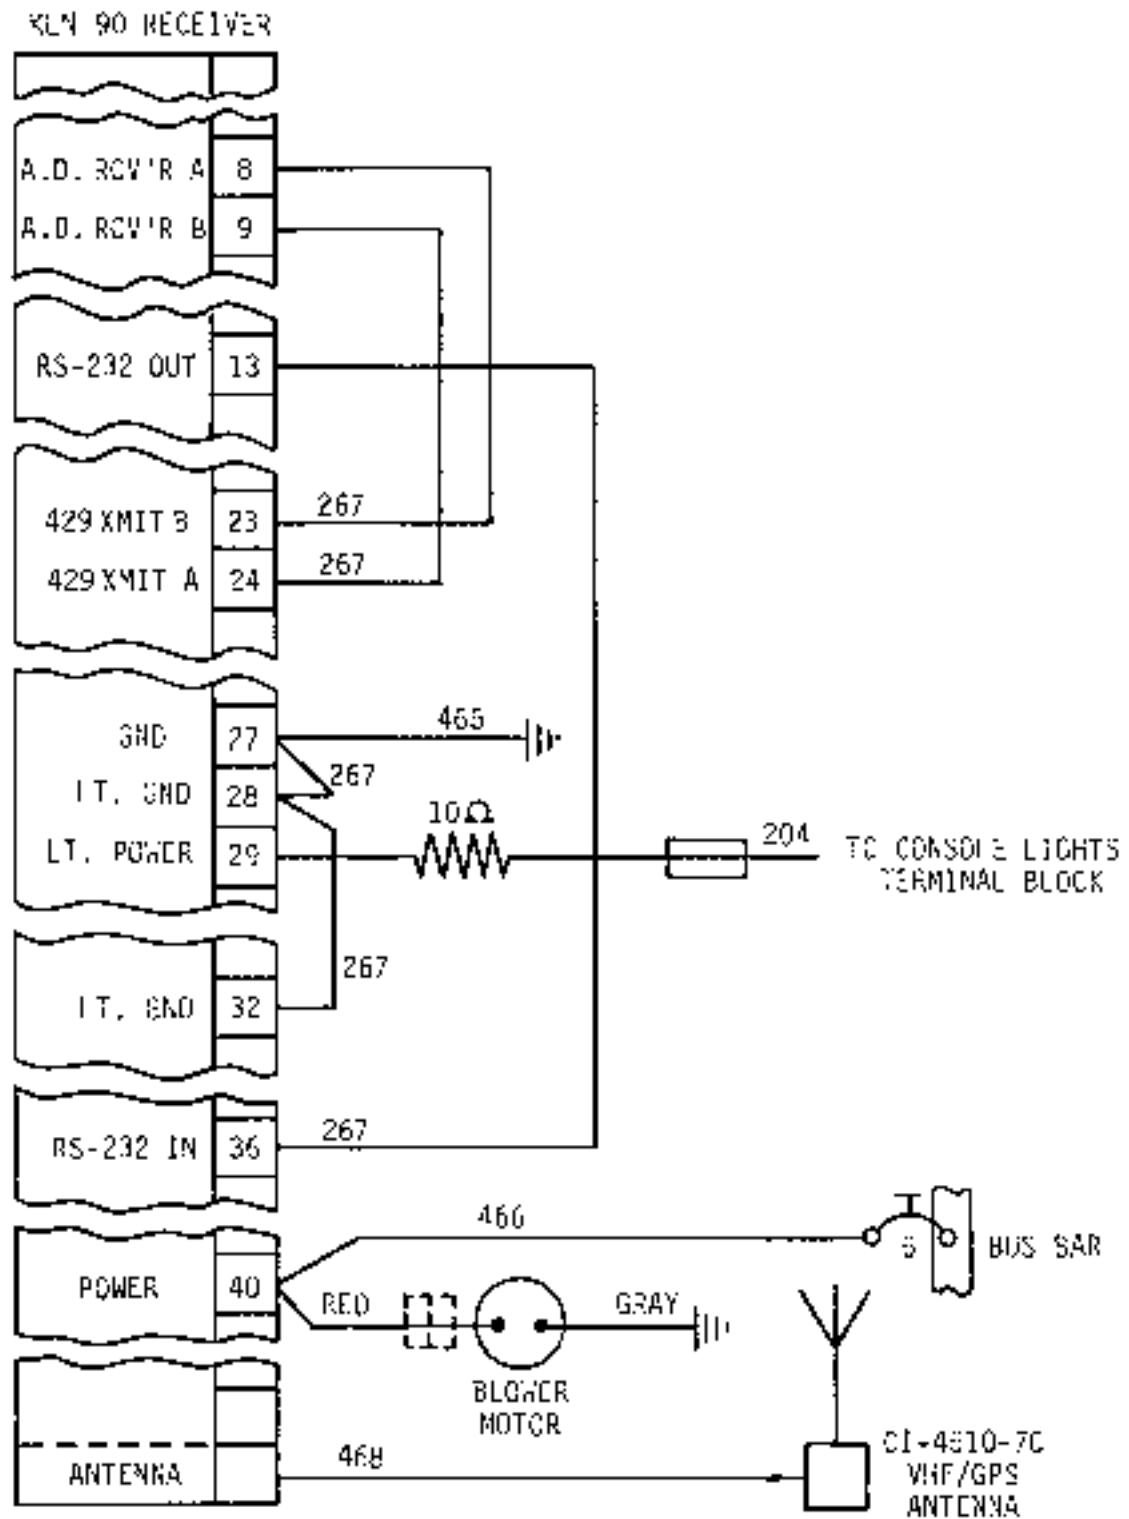 KLN 90 RECEIVER
A.D. RCV'R A 8
A.D. RCV'R B 9
RS-232 OUT 13
429 XMIT B 23 267
429 XMIT A 24 267
GND 27 465
LT. GND 28 267
10Ω
LT. POWER 29 204
TO CONSOLE LIGHTS
TERMINAL BLOCK
267
LT. GND 32
RS-232 IN 36 267
466
BUS BAR
POWER 40
RED
GRAY
BLOWER
MOTOR
ANTENNA 468
VHF/GPS
ANTENNA